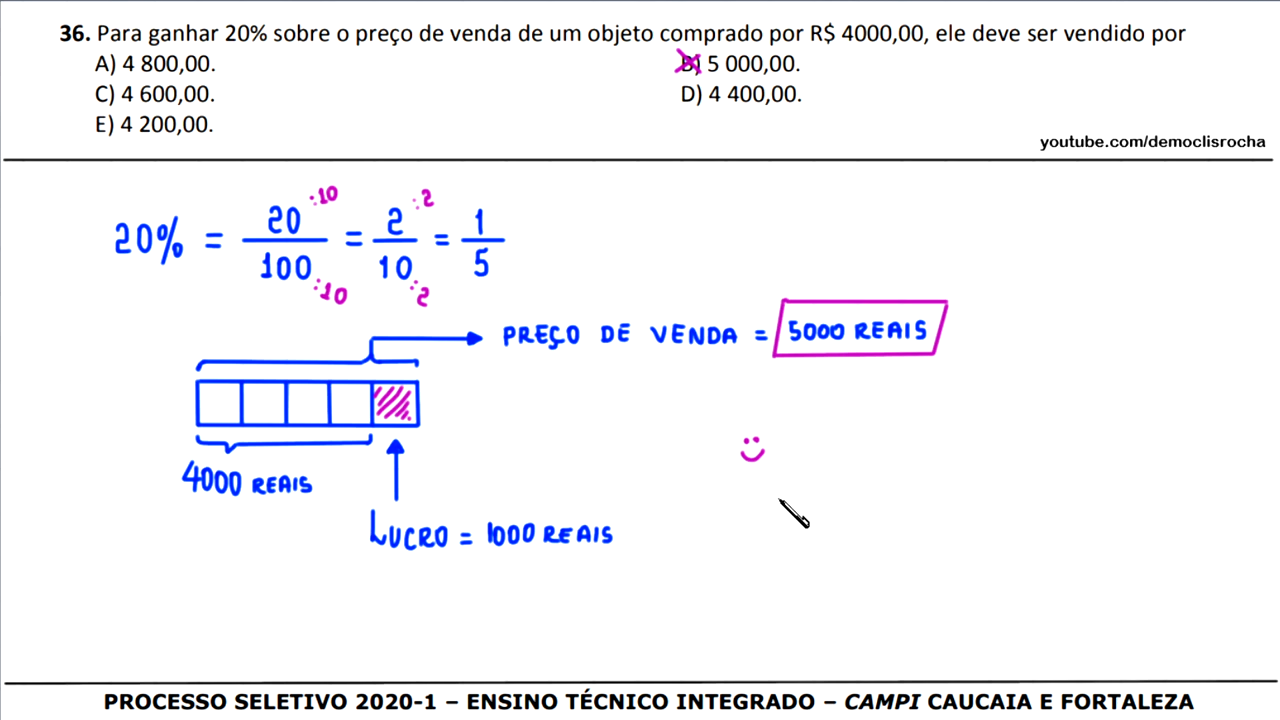 36. Para ganhar 20% sobre o preço de venda de um objeto comprado por R$ 4000,00, ele deve ser vendido por
A) 4 800,00. B) 5 000,00.
C) 4 600,00. D) 4 400,00.
E) 4 200,00.
youtube.com/democlisrocha
:10 :2
20% = 20/100 = 2/10 = 1/5
:10 :2
PREÇO DE VENDA = 5000 REAIS
4000 REAIS
LUCRO = 1000 REAIS
PROCESSO SELETIVO 2020-1 – ENSINO TÉCNICO INTEGRADO – CAMPI CAUCAIA E FORTALEZA